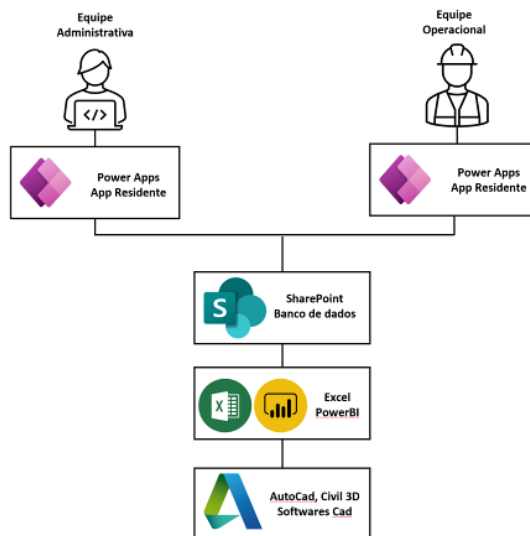 Equipe
Administrativa
Equipe
Operacional
</>
Power Apps
App Residente
Power Apps
App Residente
S
SharePoint
Banco de dados
X
Excel
PowerBI
AutoCad, Civil 3D
Softwares Cad